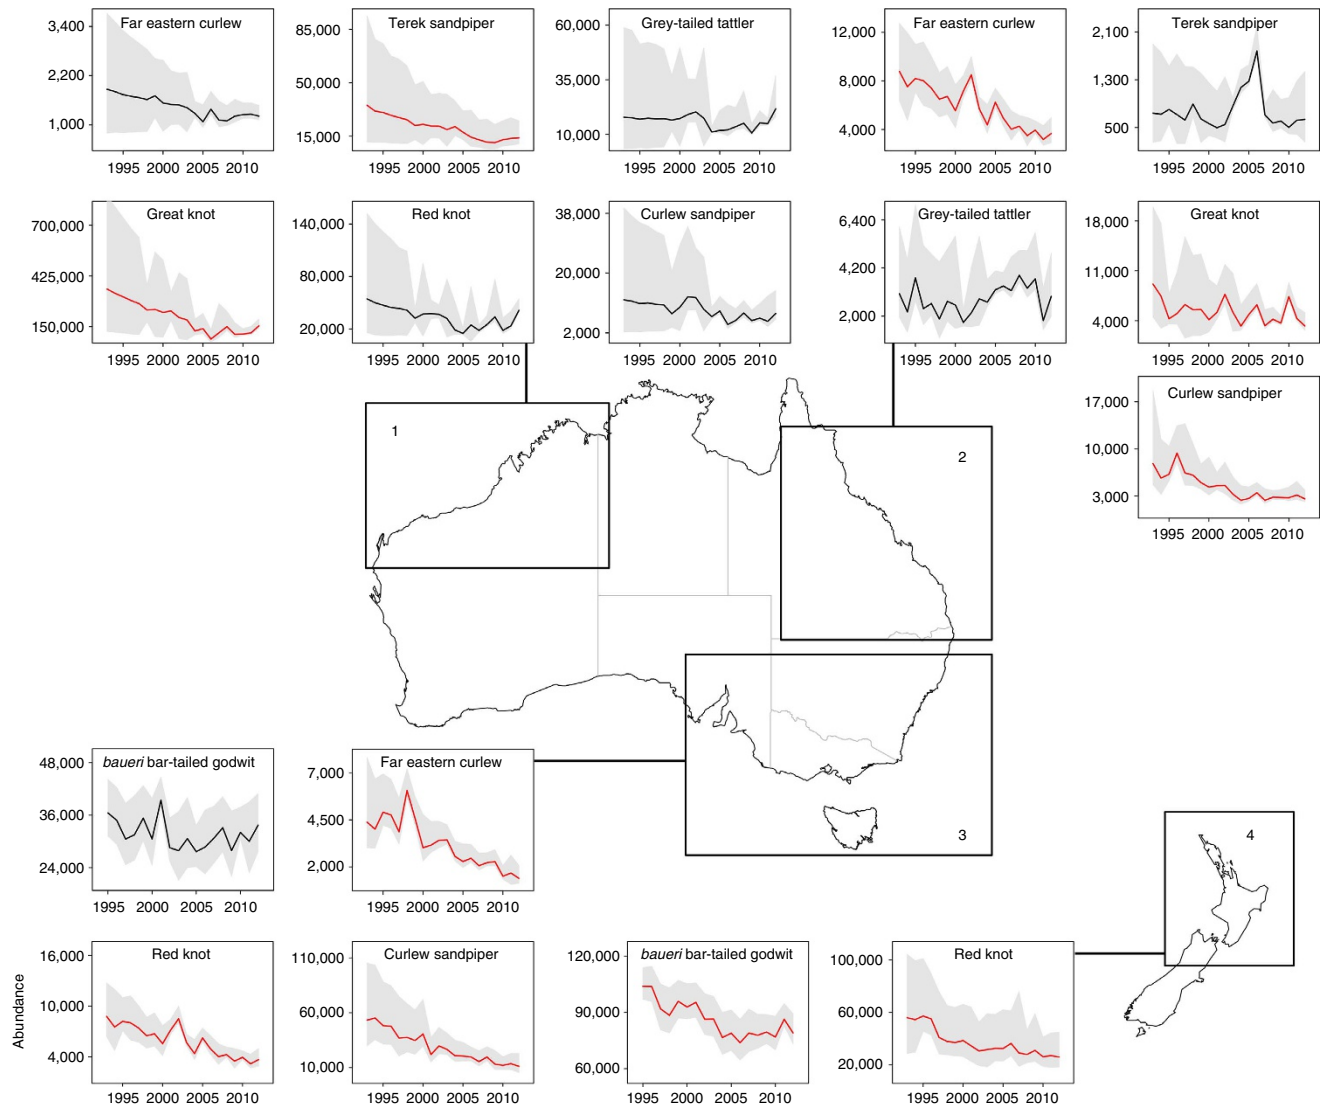 Far eastern curlew
3,400
2,200
1,000
1995 2000 2005 2010
Terek sandpiper
85,000
50,000
15,000
1995 2000 2005 2010
Grey-tailed tattler
60,000
35,000
10,000
1995 2000 2005 2010
Far eastern curlew
12,000
8,000
4,000
1995 2000 2005 2010
Terek sandpiper
2,100
1,300
500
1995 2000 2005 2010
Great knot
700,000
425,000
150,000
1995 2000 2005 2010
Red knot
140,000
80,000
20,000
1995 2000 2005 2010
Curlew sandpiper
38,000
20,000
2,000
1995 2000 2005 2010
Grey-tailed tattler
6,400
4,200
2,000
1995 2000 2005 2010
Great knot
18,000
11,000
4,000
1995 2000 2005 2010
Curlew sandpiper
17,000
10,000
3,000
1995 2000 2005 2010
1
2
3
4
baueri bar-tailed godwit
48,000
36,000
24,000
1995 2000 2005 2010
Far eastern curlew
7,000
4,500
2,000
1995 2000 2005 2010
Red knot
16,000
10,000
4,000
1995 2000 2005 2010
Abundance
Curlew sandpiper
110,000
60,000
10,000
1995 2000 2005 2010
baueri bar-tailed godwit
120,000
90,000
60,000
1995 2000 2005 2010
Red knot
100,000
60,000
20,000
1995 2000 2005 2010